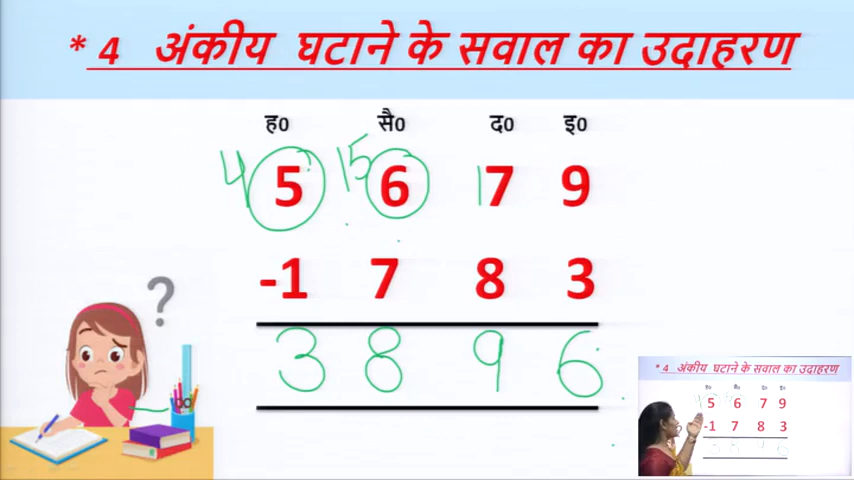 * 4 अंकीय घटाने के सवाल का उदाहरण
ह0 सै0 द0 इ0
4 5 15 6 1 7 9
-1 7 8 3
3 8 9 6
?
* 4 अंकीय घटाने के सवाल का उदाहरण
5 6 7 9
-1 7 8 3